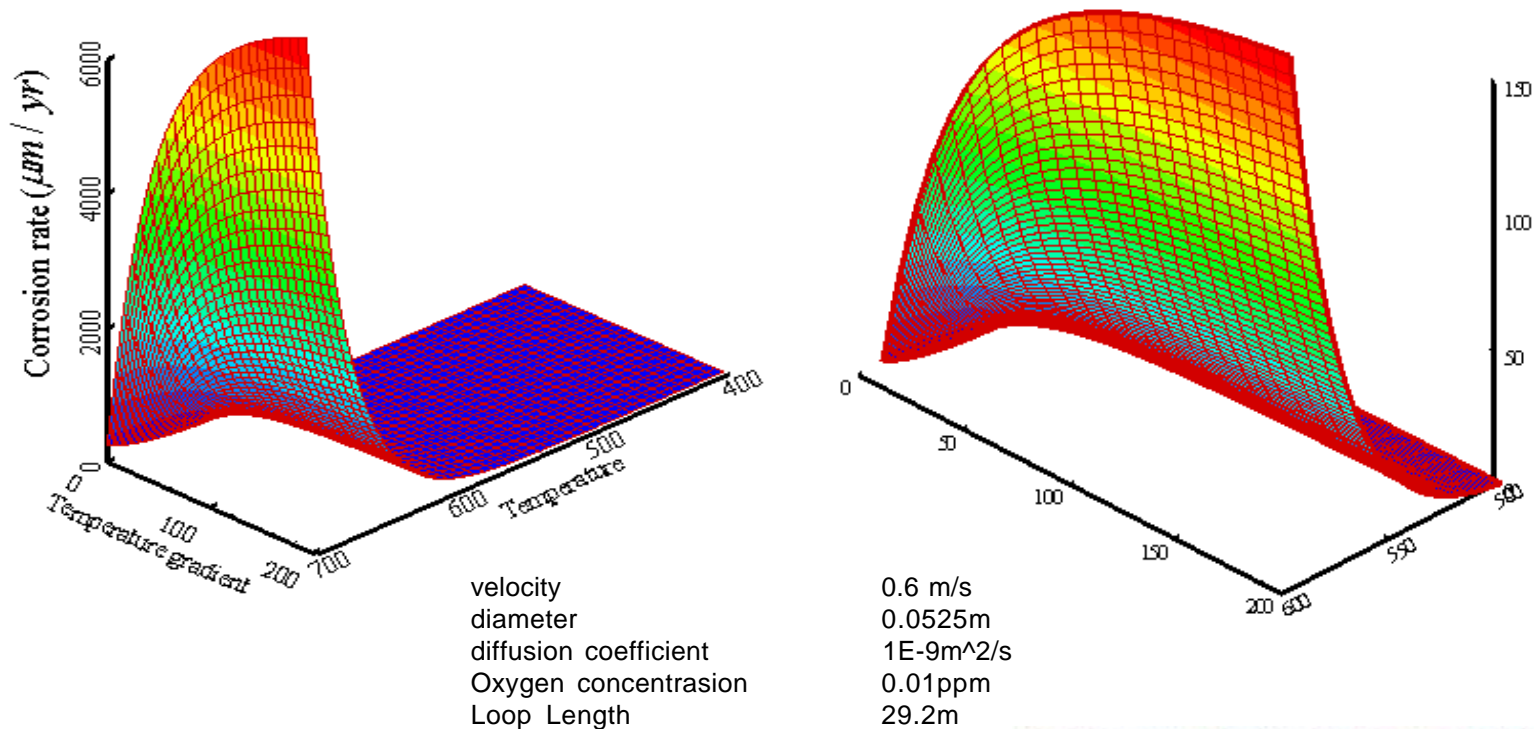 Corrosion rate (μm / yr)
6000
4000
2000
0
0
100
200
Temperature gradient
700
600
500
400
Temperature
150
100
50
0
50
100
150
200
600
550
500
velocity 0.6 m/s
diameter 0.0525m
diffusion coefficient 1E-9m^2/s
Oxygen concentrasion 0.01ppm
Loop Length 29.2m